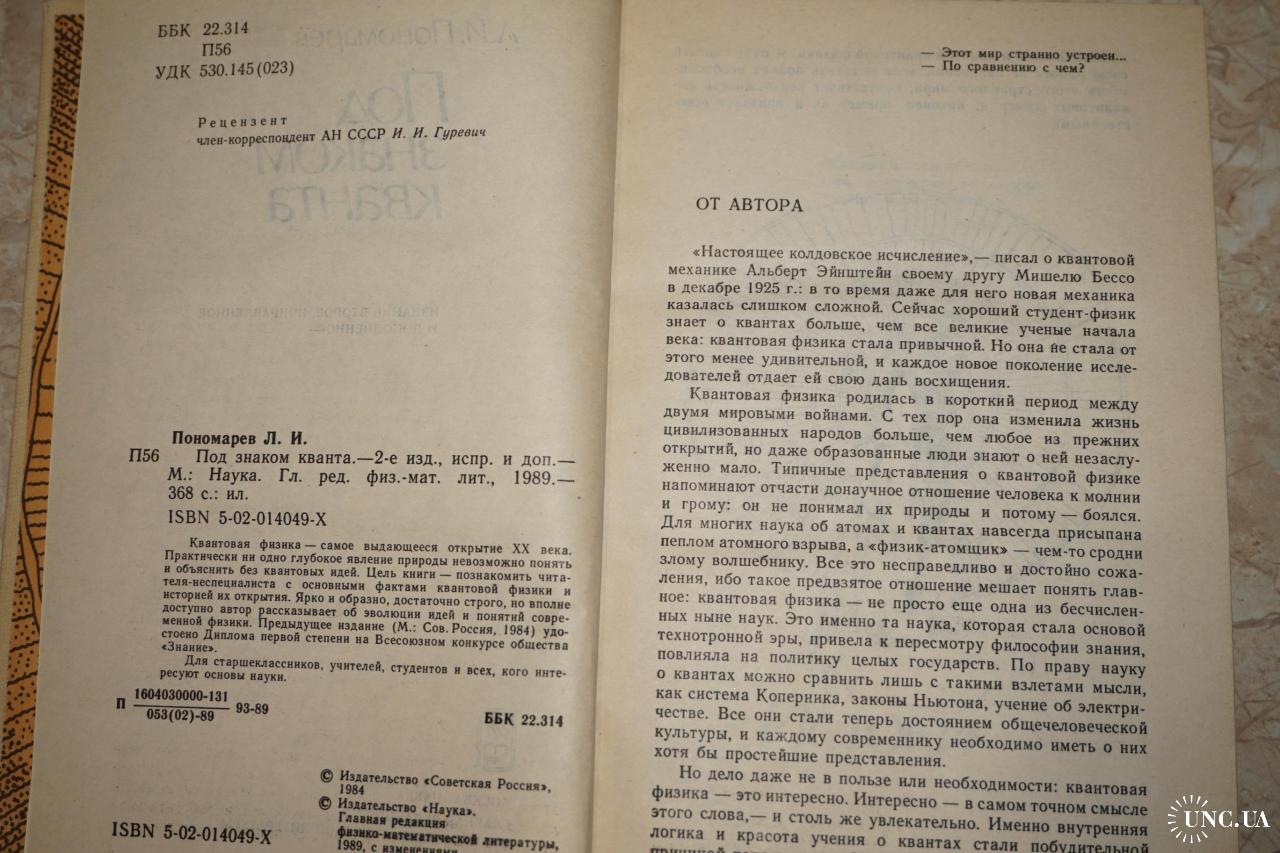 ББК 22.314
П56
УДК 530.145(023)
Рецензент
член-корреспондент АН СССР И. И. Гуревич
Пономарев Л. И.
П56 Под знаком кванта.—2-е изд., испр. и доп.—
М.: Наука. Гл. ред. физ.-мат. лит., 1989.—
368 с.: ил.
ISBN 5-02-014049-X
Квантовая физика — самое выдающееся открытие XX века.
Практически ни одно глубокое явление природы невозможно понять
и объяснить без квантовых идей. Цель книги — познакомить чита-
теля-неспециалиста с основными фактами квантовой физики и
историей их открытия. Ярко и образно, достаточно строго, но вполне
доступно автор рассказывает об эволюции идей и понятий совре-
менной физики. Предыдущее издание (М.: Сов. Россия, 1984) удо-
стоено Диплома первой степени на Всесоюзном конкурсе общества
«Знание».
Для старшеклассников, учителей, студентов и всех, кого инте-
ресуют основы науки.
П 1604030000-131
053(02)-89 93-89
ББК 22.314
© Издательство «Советская Россия»,
1984
© Издательство «Наука».
Главная редакция
физико-математической литературы,
1989, с изменениями
ISBN 5-02-014049-X
— Этот мир странно устроен...
— По сравнению с чем?
ОТ АВТОРА
«Настоящее колдовское исчисление»,— писал о квантовой
механике Альберт Эйнштейн своему другу Мишелю Бессо
в декабре 1925 г.: в то время даже для него новая механика
казалась слишком сложной. Сейчас хороший студент-физик
знает о квантах больше, чем все великие ученые начала
века: квантовая физика стала привычной. Но она не стала от
этого менее удивительной, и каждое новое поколение иссле-
дователей отдает ей свою дань восхищения.
Квантовая физика родилась в короткий период между
двумя мировыми войнами. С тех пор она изменила жизнь
цивилизованных народов больше, чем любое из прежних
открытий, но даже образованные люди знают о ней незаслу-
женно мало. Типичные представления о квантовой физике
напоминают отчасти донаучное отношение человека к молнии
и грому: он не понимал их природы и потому — боялся.
Для многих наука об атомах и квантах навсегда присыпана
пеплом атомного взрыва, а «физик-атомщик» — чем-то сродни
злому волшебнику. Все это несправедливо и достойно сожа-
ления, ибо такое предвзятое отношение мешает понять глав-
ное: квантовая физика — не просто еще одна из бесчислен-
ных ныне наук. Это именно та наука, которая стала основой
технотронной эры, привела к пересмотру философии знания,
повлияла на политику целых государств. По праву науку
о квантах можно сравнить лишь с такими взлетами мысли,
как система Коперника, законы Ньютона, учение об электри-
честве. Все они стали теперь достоянием общечеловеческой
культуры, и каждому современнику необходимо иметь о них
хотя бы простейшие представления.
Но дело даже не в пользе или необходимости: квантовая
физика — это интересно. Интересно — в самом точном смысле
этого слова,— и столь же увлекательно. Именно внутренняя
логика и красота учения о квантах стали побудительной
UNC.UA